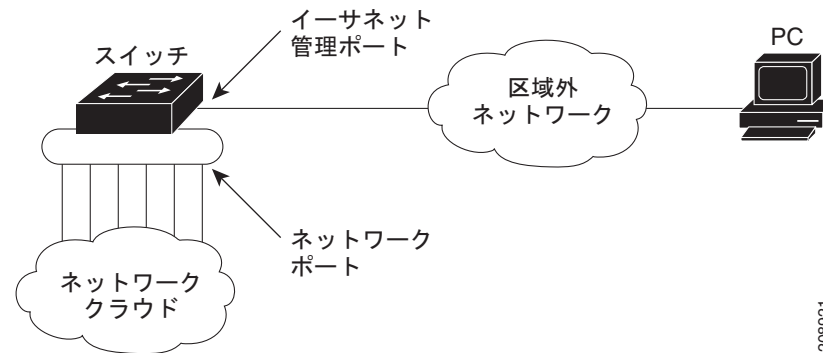 イーサネット
管理ポート
スイッチ
PC
区域外
ネットワーク
ネットワーク
ポート
ネットワーク
クラウド
208021